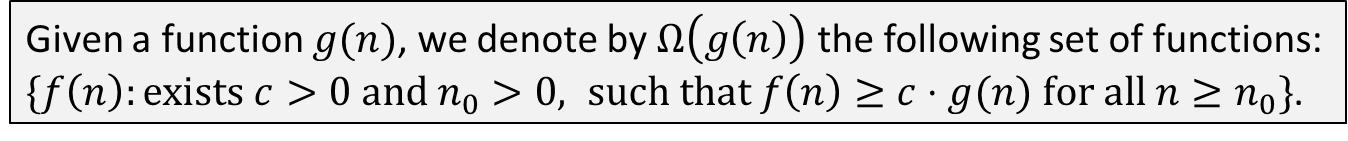 Given a function g(n), we denote by Ω(g(n)) the following set of functions:
{f(n): exists c > 0 and n₀ > 0, such that f(n) ≥ c · g(n) for all n ≥ n₀}.